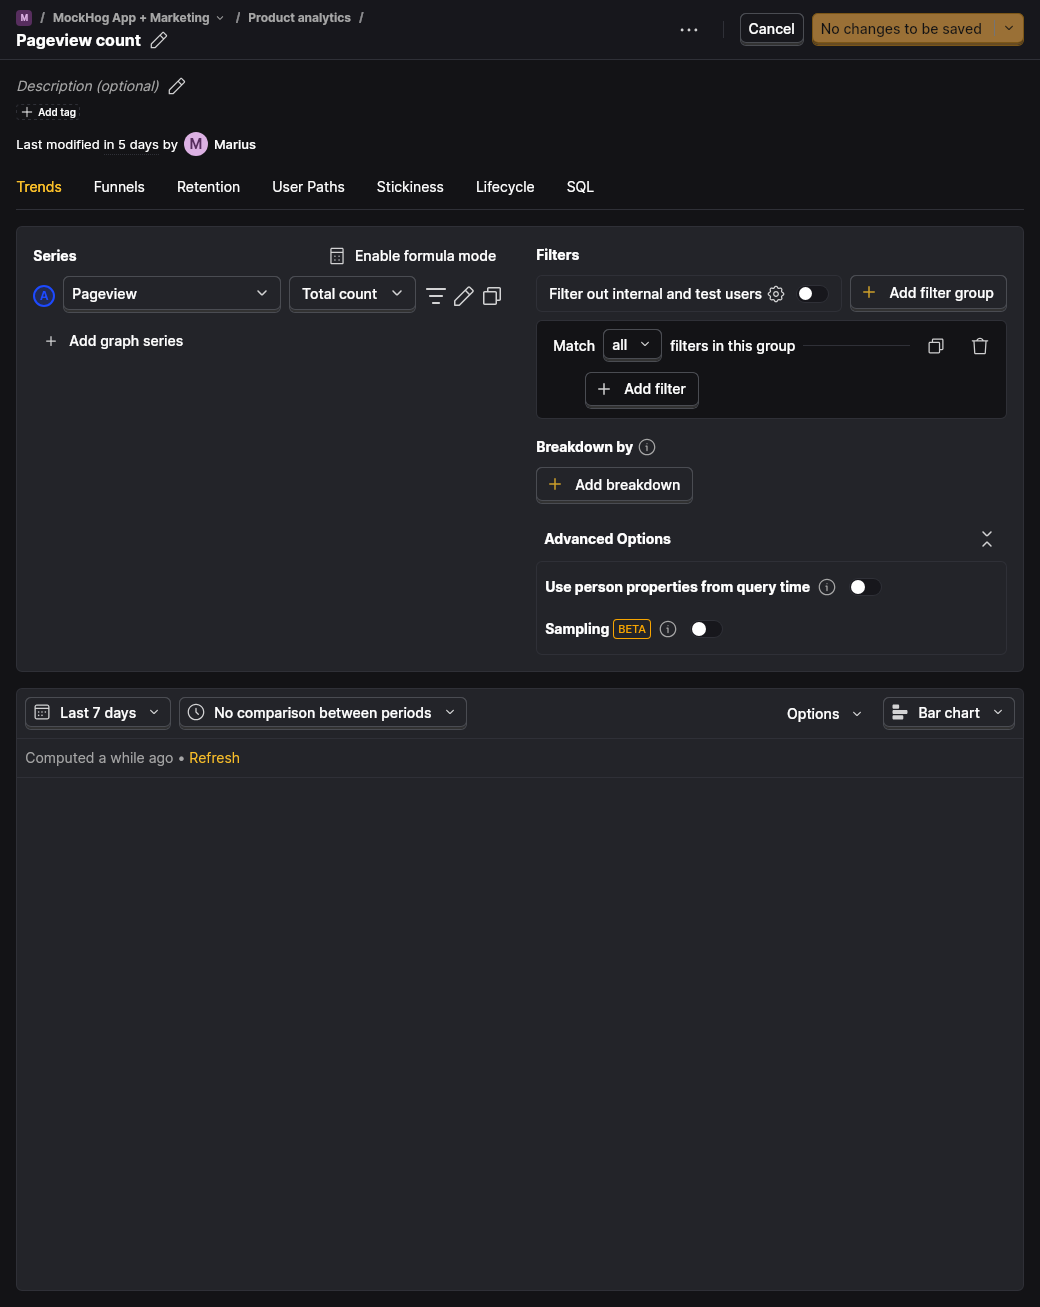 M / MockHog App + Marketing / Product analytics /
Pageview count
Cancel
No changes to be saved
Description (optional)
+ Add tag
Last modified in 5 days by M Marius
Trends Funnels Retention User Paths Stickiness Lifecycle SQL
Series
Enable formula mode
A Pageview Total count
+ Add graph series
Filters
Filter out internal and test users
+ Add filter group
Match all filters in this group
+ Add filter
Breakdown by
+ Add breakdown
Advanced Options
Use person properties from query time
Sampling BETA
Last 7 days No comparison between periods Options Bar chart
Computed a while ago • Refresh